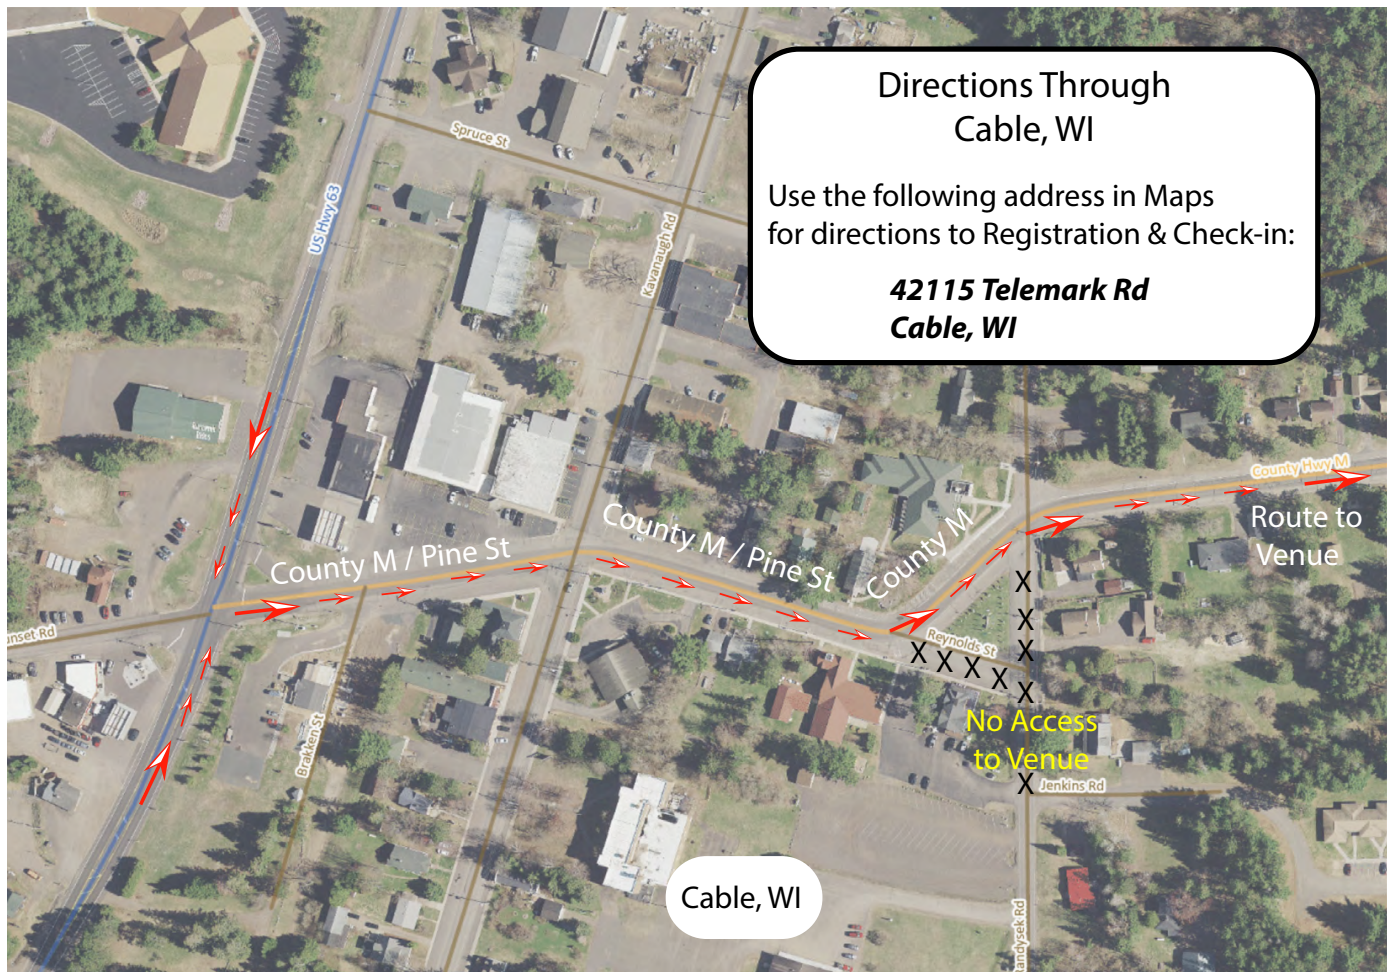 Directions Through
Cable, WI
Use the following address in Maps
for directions to Registration & Check-in:
42115 Telemark Rd
Cable, WI
Spruce St
US Hwy 63
Kavanaugh Rd
County Hwy M
Route to
Venue
County M / Pine St
County M / Pine St
County M
Reynolds St
X
X
X
X
X X X X
No Access
to Venue
X
Jenkins Rd
Brakken St
Cable, WI